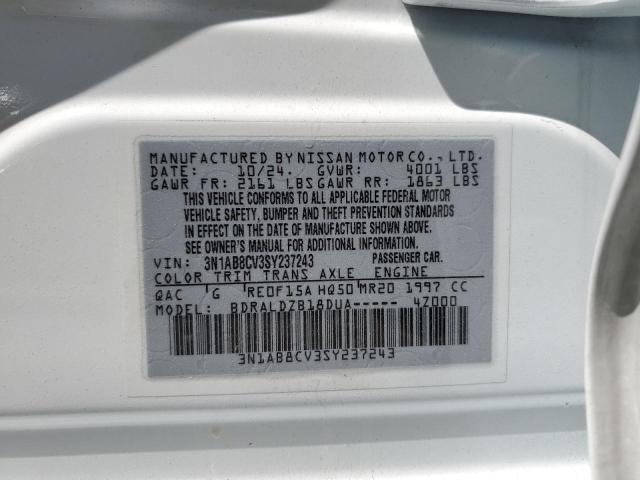 MANUFACTURED BY NISSAN MOTOR CO., LTD.
DATE: 10/24. GVWR: 4001 LBS
GAWR FR: 2161 LBS GAWR RR: 1863 LBS
THIS VEHICLE CONFORMS TO ALL APPLICABLE FEDERAL MOTOR
VEHICLE SAFETY, BUMPER AND THEFT PREVENTION STANDARDS
IN EFFECT ON THE DATE OF MANUFACTURE SHOWN ABOVE.
SEE OWNER'S MANUAL FOR ADDITIONAL INFORMATION.
VIN: 3N1AB8CV3SY237243 PASSENGER CAR.
COLOR TRIM TRANS AXLE ENGINE
QAC G RE0F15A HQ50 MR20 1997 CC
MODEL: BDRALDZB18DUA----- 4Z000
3N1AB8CV3SY237243